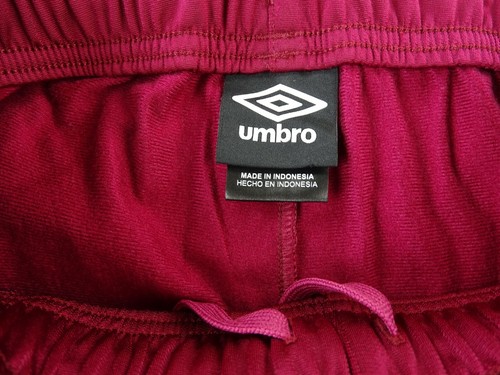 umbro
MADE IN INDONESIA
HECHO EN INDONESIA